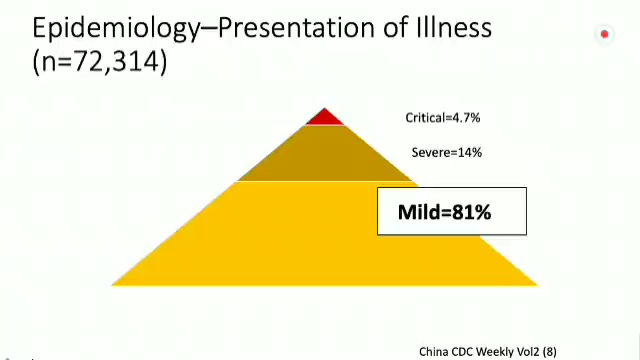 Epidemiology–Presentation of Illness
(n=72,314)
Critical=4.7%
Severe=14%
Mild=81%
China CDC Weekly Vol2 (8)